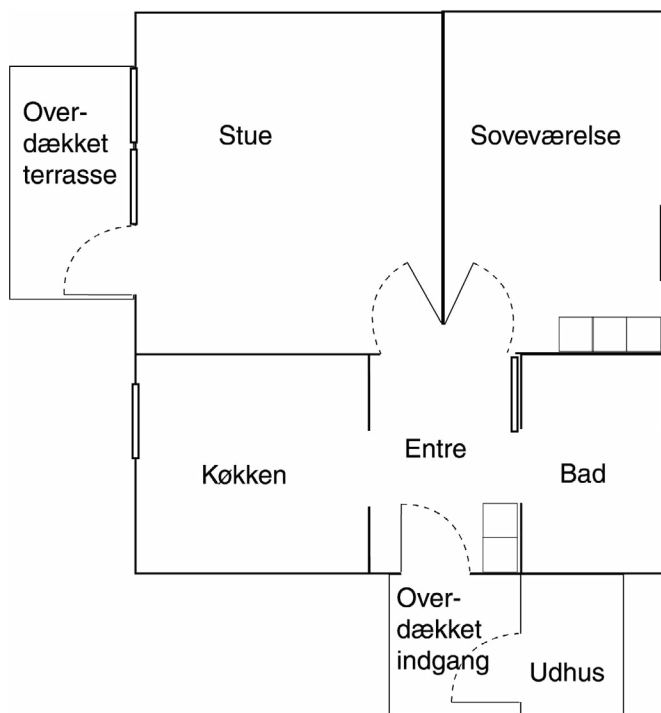 Over-
dækket
terrasse
Stue
Soveværelse
Køkken
Entre
Bad
Over-
dækket
indgang
Udhus